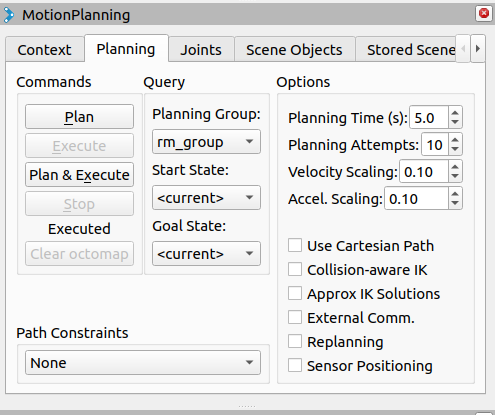 MotionPlanning
Context
Planning
Joints
Scene Objects
Stored Scene
Commands
Plan
Execute
Plan & Execute
Stop
Executed
Clear octomap
Query
Planning Group:
rm_group
Start State:
<current>
Goal State:
<current>
Options
Planning Time (s): 5.0
Planning Attempts: 10
Velocity Scaling: 0.10
Accel. Scaling: 0.10
Use Cartesian Path
Collision-aware IK
Approx IK Solutions
External Comm.
Replanning
Sensor Positioning
Path Constraints
None